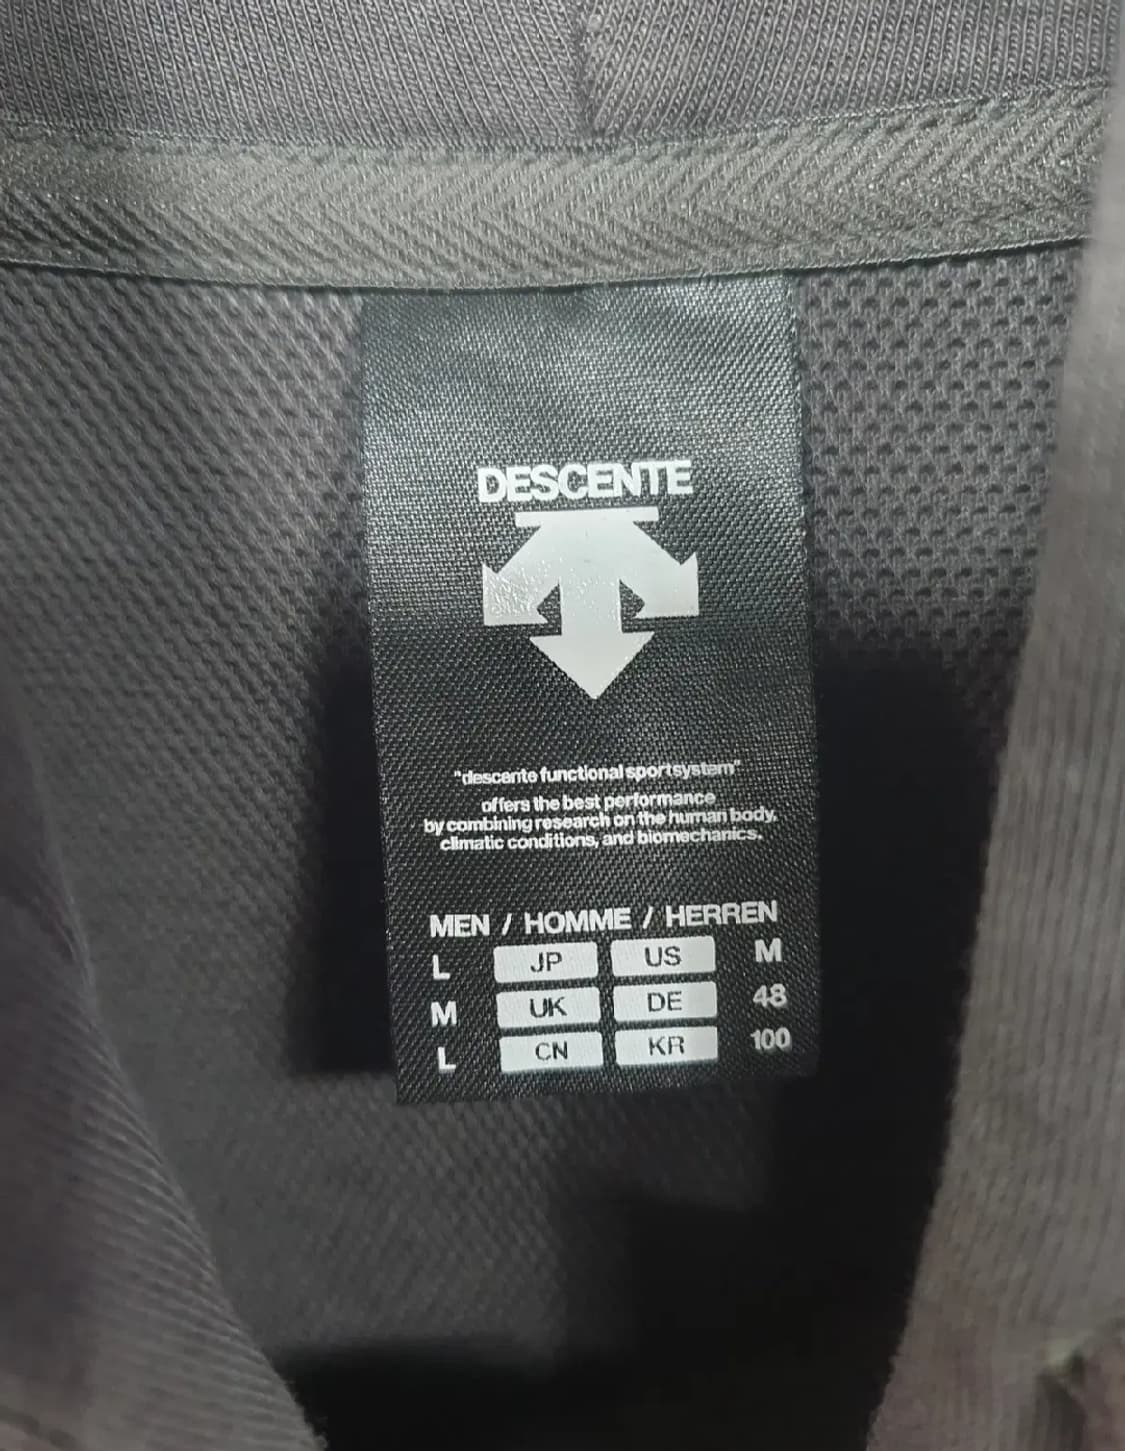 DESCENTE
"descente functional sportsystem"
offers the best performance
by combining research on the human body,
climatic conditions, and biomechanics.
MEN / HOMME / HERREN
L JP US M
M UK DE 48
L CN KR 100